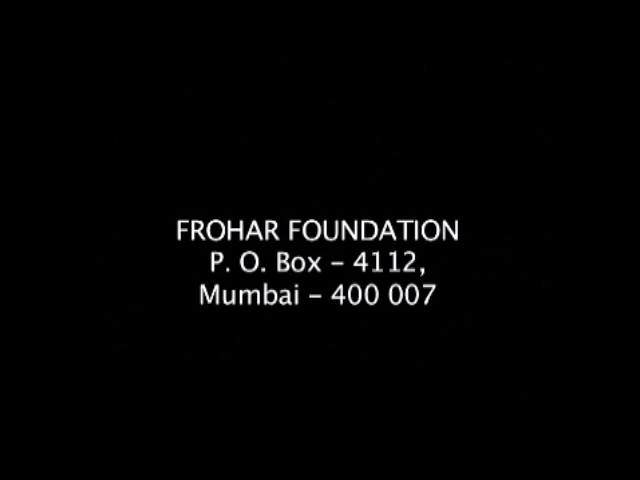 FROHAR FOUNDATION
P. O. Box – 4112,
Mumbai – 400 007